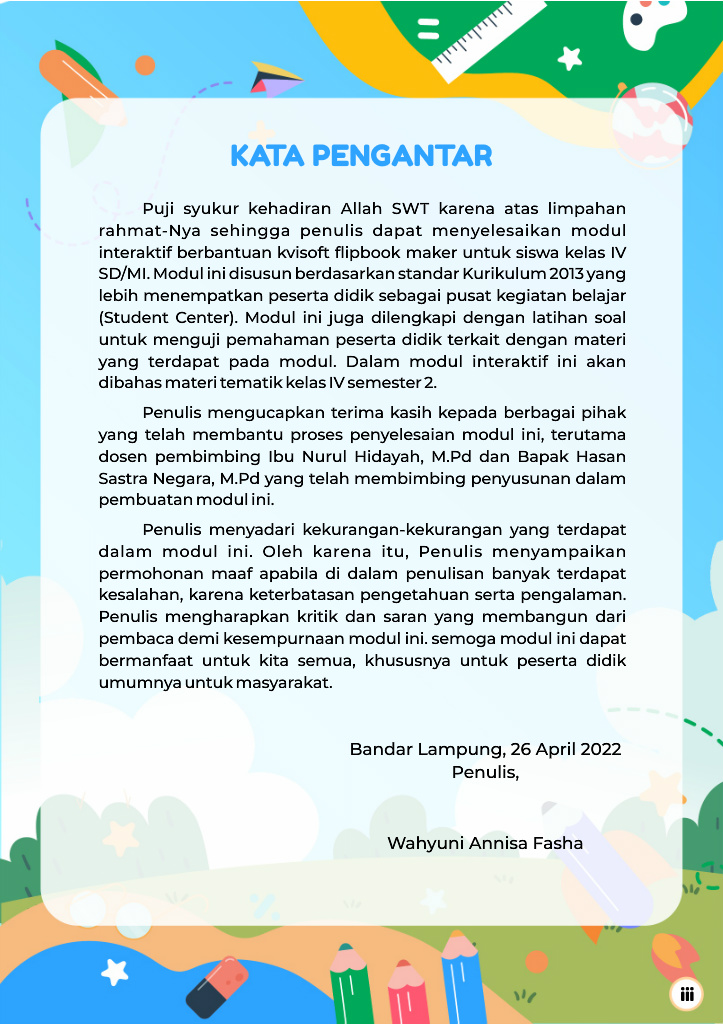 KATA PENGANTAR
Puji syukur kehadiran Allah SWT karena atas limpahan
rahmat-Nya sehingga penulis dapat menyelesaikan modul
interaktif berbantuan kvisoft flipbook maker untuk siswa kelas IV
SD/MI. Modul ini disusun berdasarkan standar Kurikulum 2013 yang
lebih menempatkan peserta didik sebagai pusat kegiatan belajar
(Student Center). Modul ini juga dilengkapi dengan latihan soal
untuk menguji pemahaman peserta didik terkait dengan materi
yang terdapat pada modul. Dalam modul interaktif ini akan
dibahas materi tematik kelas IV semester 2.
Penulis mengucapkan terima kasih kepada berbagai pihak
yang telah membantu proses penyelesaian modul ini, terutama
dosen pembimbing Ibu Nurul Hidayah, M.Pd dan Bapak Hasan
Sastra Negara, M.Pd yang telah membimbing penyusunan dalam
pembuatan modul ini.
Penulis menyadari kekurangan-kekurangan yang terdapat
dalam modul ini. Oleh karena itu, Penulis menyampaikan
permohonan maaf apabila di dalam penulisan banyak terdapat
kesalahan, karena keterbatasan pengetahuan serta pengalaman.
Penulis mengharapkan kritik dan saran yang membangun dari
pembaca demi kesempurnaan modul ini. semoga modul ini dapat
bermanfaat untuk kita semua, khususnya untuk peserta didik
umumnya untuk masyarakat.
Bandar Lampung, 26 April 2022
Penulis,
Wahyuni Annisa Fasha
iii